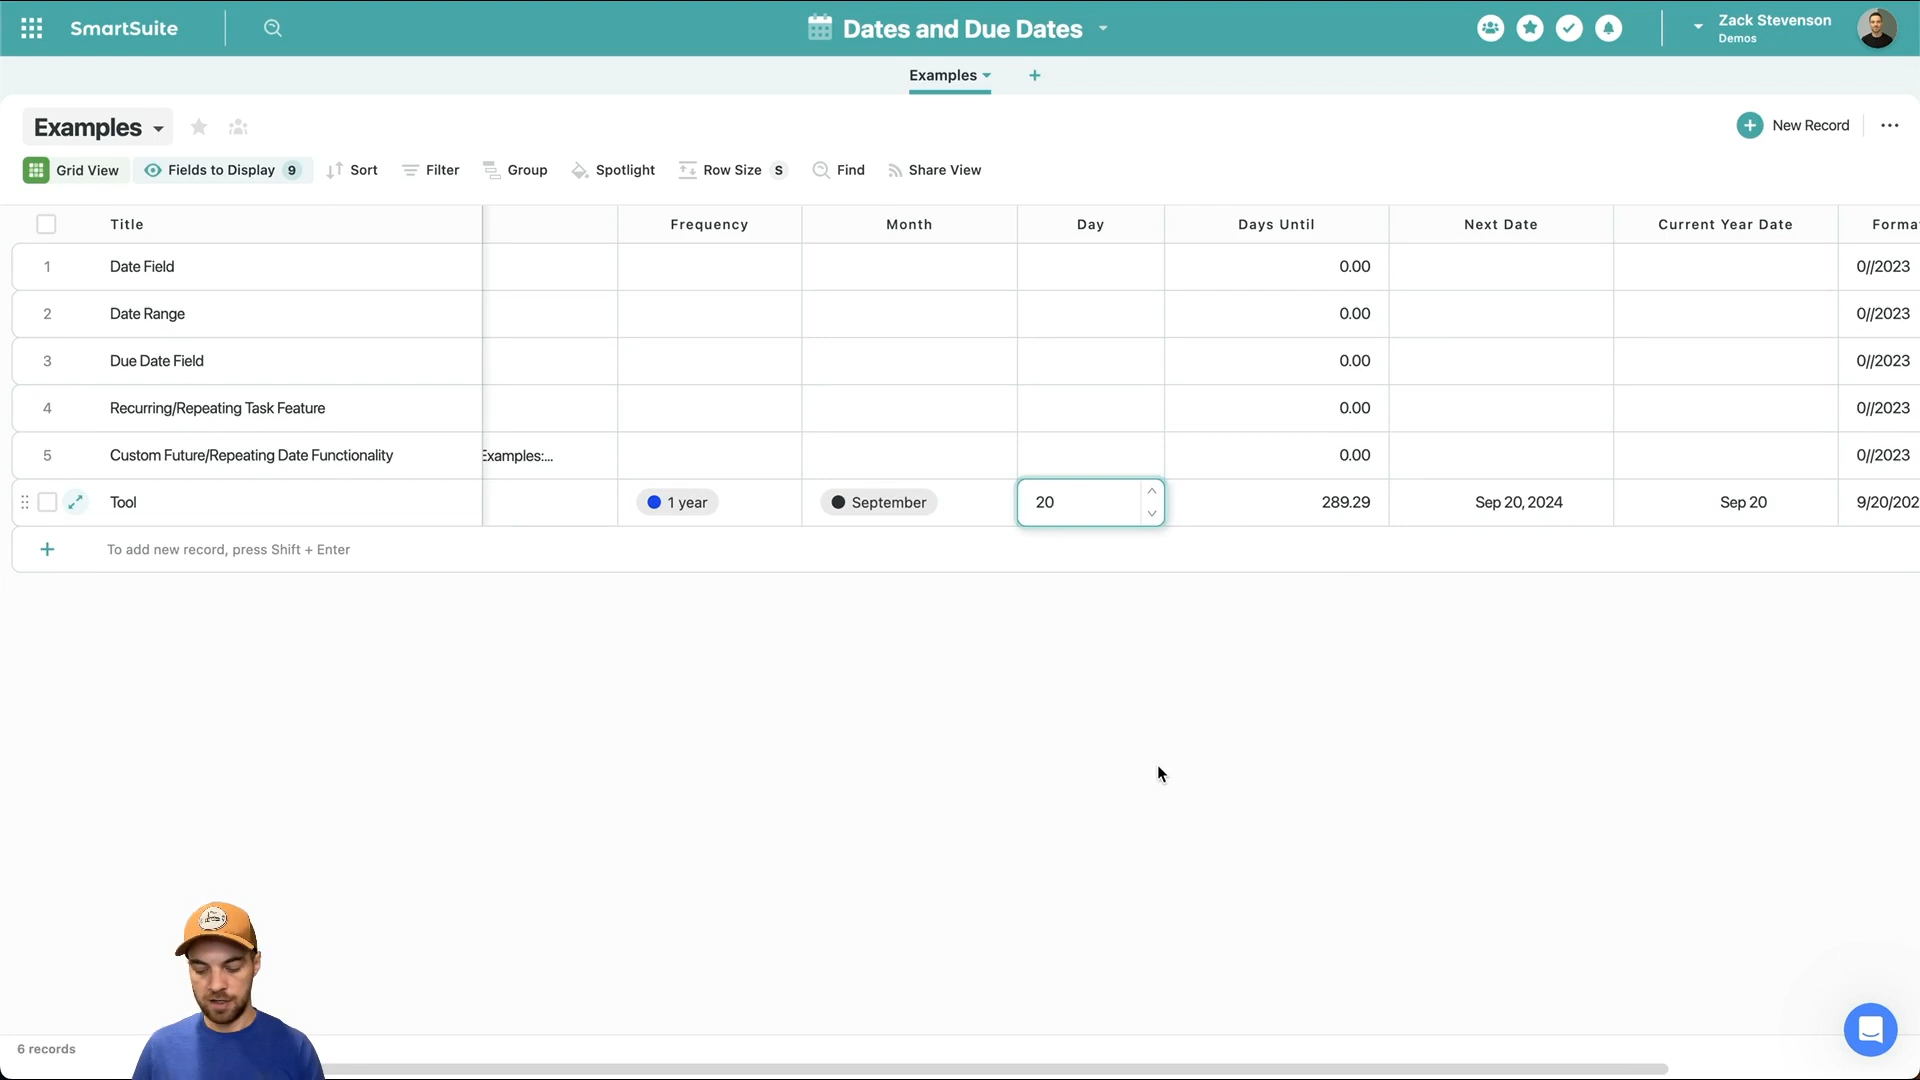 SmartSuite
Dates and Due Dates
Zack Stevenson
Demos
Examples
Examples
New Record
Grid View
Fields to Display 9
Sort
Filter
Group
Spotlight
Row Size S
Find
Share View
Title Frequency Month Day Days Until Next Date Current Year Date Forma
1 Date Field 0.00 0//2023
2 Date Range 0.00 0//2023
3 Due Date Field 0.00 0//2023
4 Recurring/Repeating Task Feature 0.00 0//2023
5 Custom Future/Repeating Date Functionality Examples:... 0.00 0//2023
Tool 1 year September 20 289.29 Sep 20, 2024 Sep 20 9/20/202
To add new record, press Shift + Enter
6 records